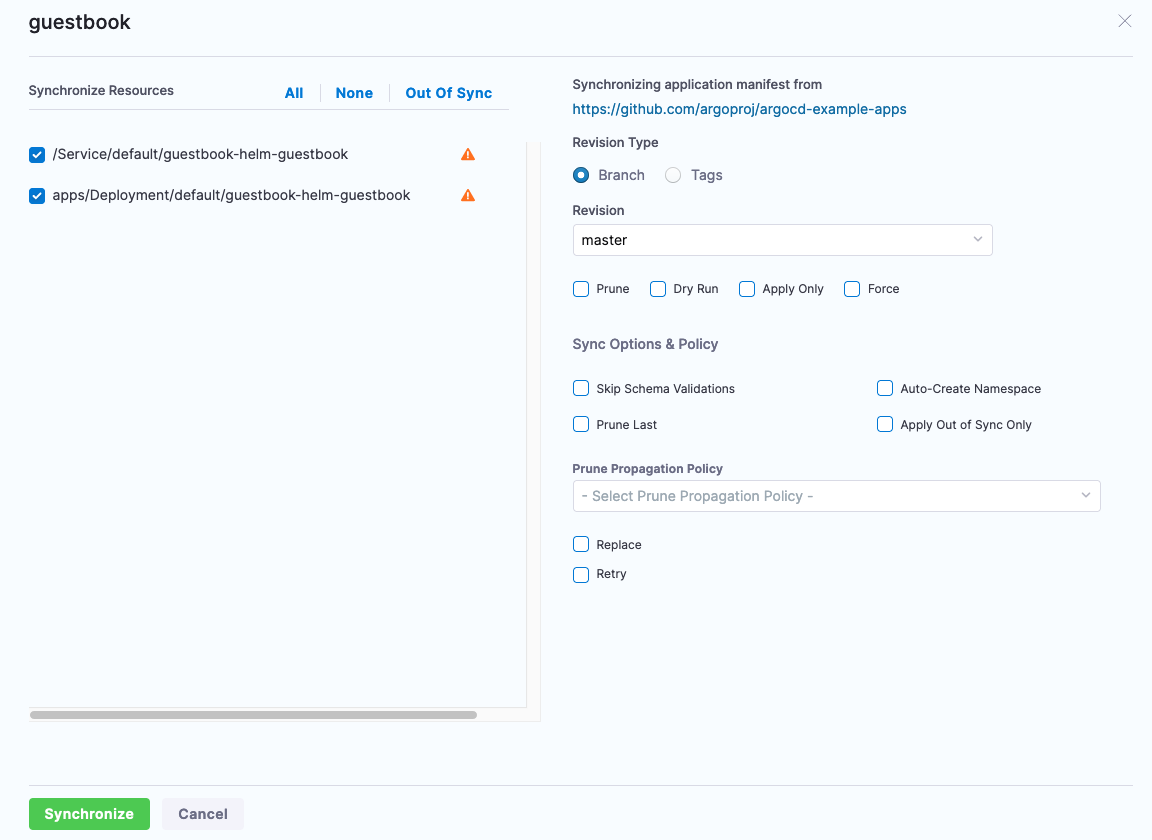 guestbook
Synchronize Resources
All
None
Out Of Sync
/Service/default/guestbook-helm-guestbook
apps/Deployment/default/guestbook-helm-guestbook
Synchronizing application manifest from
https://github.com/argoproj/argocd-example-apps
Revision Type
Branch Tags
Revision
master
Prune Dry Run Apply Only Force
Sync Options & Policy
Skip Schema Validations Auto-Create Namespace
Prune Last Apply Out of Sync Only
Prune Propagation Policy
- Select Prune Propagation Policy -
Replace
Retry
Synchronize Cancel